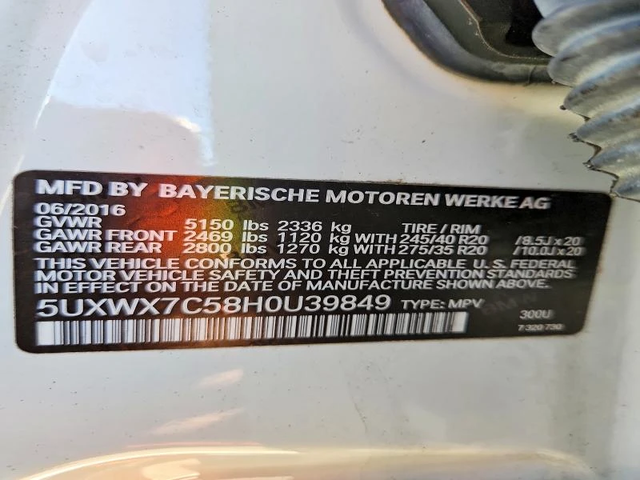 MFD BY BAYERISCHE MOTOREN WERKE AG
06/2016
GVWR 5150 lbs 2336 kg TIRE / RIM
GAWR FRONT 2469 lbs 1120 kg WITH 245/40 R20 / 8.5J x 20
GAWR REAR 2800 lbs 1270 kg WITH 275/35 R20 / 10.0J x 20
THIS VEHICLE CONFORMS TO ALL APPLICABLE U.S. FEDERAL
MOTOR VEHICLE SAFETY AND THEFT PREVENTION STANDARDS
IN EFFECT ON THE DATE OF MANUFACTURE SHOWN ABOVE.
5UXWX7C58H0U39849 TYPE: MPV 300U
7 320 730